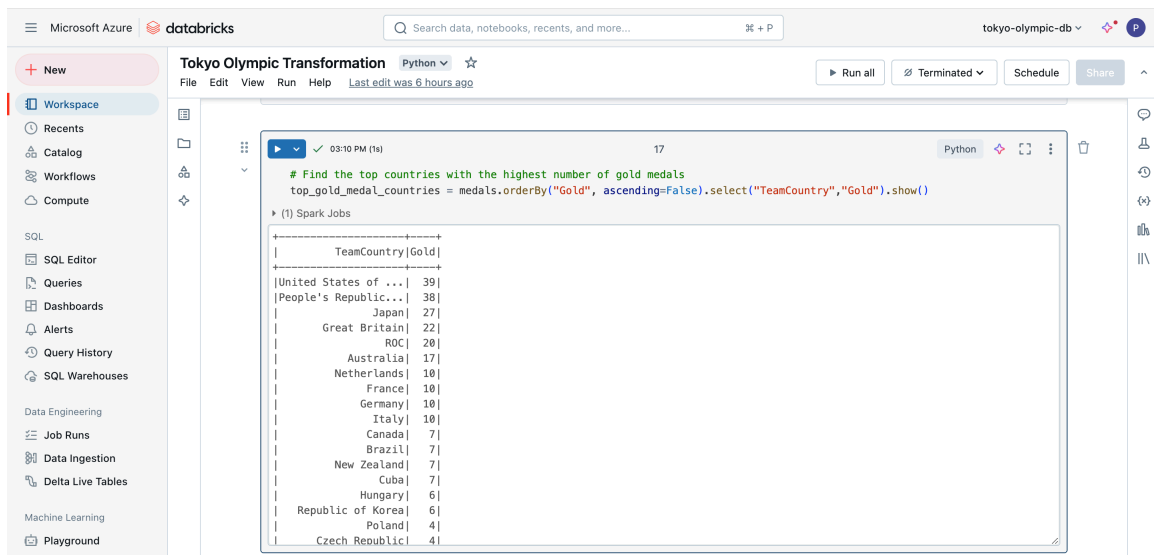 Microsoft Azure databricks Search data, notebooks, recents, and more... ⌘ + P tokyo-olympic-db P
New
Workspace
Recents
Catalog
Workflows
Compute
SQL
SQL Editor
Queries
Dashboards
Alerts
Query History
SQL Warehouses
Data Engineering
Job Runs
Data Ingestion
Delta Live Tables
Machine Learning
Playground
Tokyo Olympic Transformation Python
File Edit View Run Help Last edit was 6 hours ago
Run all Terminated Schedule Share
03:10 PM (1s) 17 Python
# Find the top countries with the highest number of gold medals
top_gold_medal_countries = medals.orderBy("Gold", ascending=False).select("TeamCountry","Gold").show()
(1) Spark Jobs
+--------------------+----+
|         TeamCountry|Gold|
+--------------------+----+
|United States of ...|  39|
|People's Republic...|  38|
|               Japan|  27|
|       Great Britain|  22|
|                 ROC|  20|
|           Australia|  17|
|         Netherlands|  10|
|              France|  10|
|             Germany|  10|
|               Italy|  10|
|              Canada|   7|
|              Brazil|   7|
|         New Zealand|   7|
|                Cuba|   7|
|             Hungary|   6|
|   Republic of Korea|   6|
|              Poland|   4|
|      Czech Republic|   4|